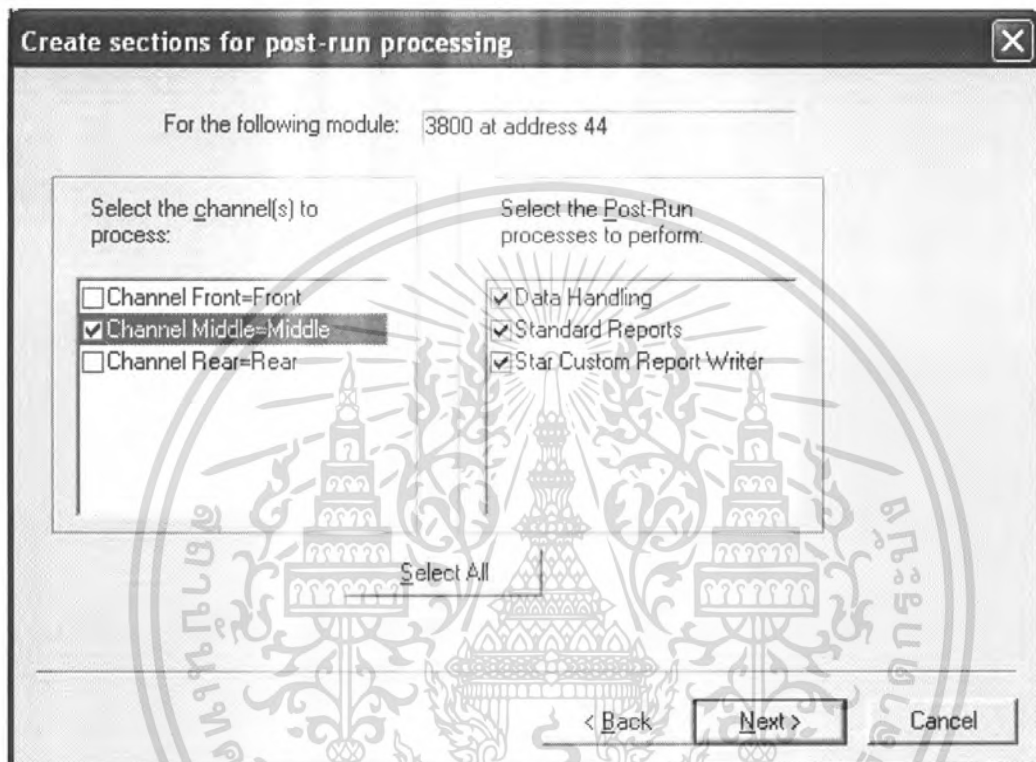 Create sections for post-run processing
For the following module: 3800 at address 44
Select the channel(s) to
process:
Channel Front=Front
Channel Middle=Middle
Channel Rear=Rear
Select the Post-Run
processes to perform:
Data Handling
Standard Reports
Star Custom Report Writer
Select All
< Back
Next >
Cancel